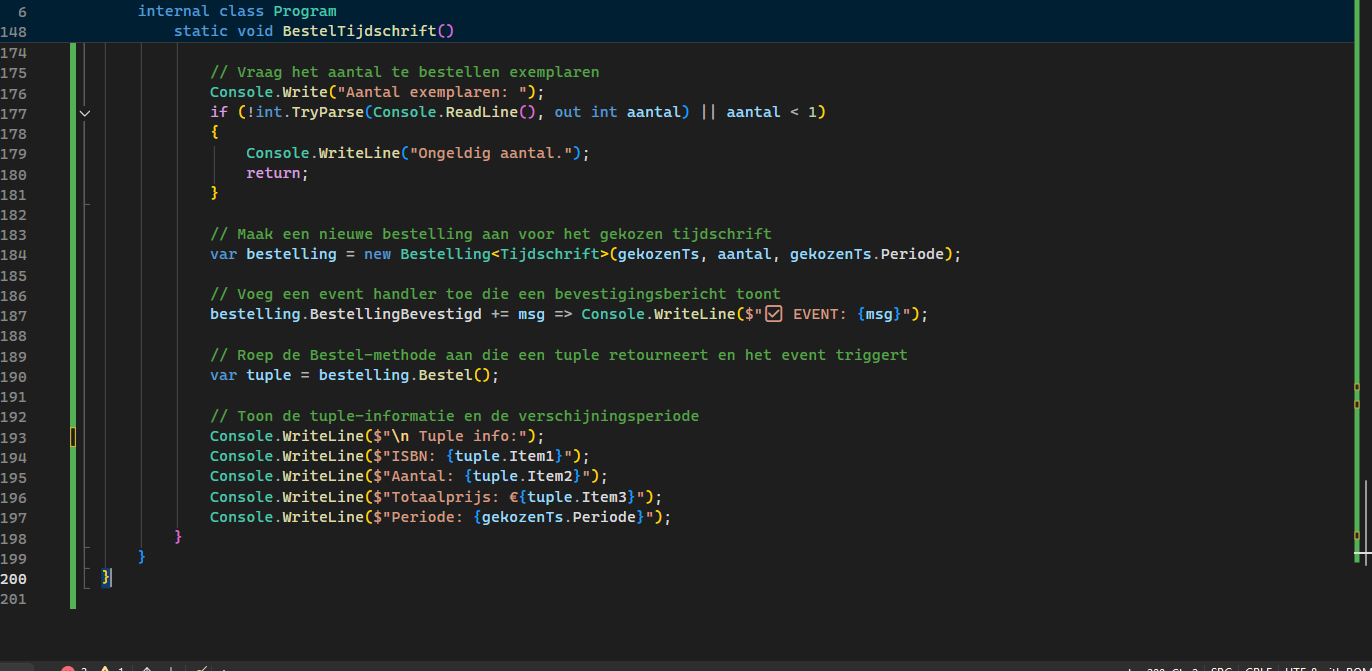 6 internal class Program
148 static void BestelTijdschrift()
174
175 // Vraag het aantal te bestellen exemplaren
176 Console.Write("Aantal exemplaren: ");
177 if (!int.TryParse(Console.ReadLine(), out int aantal) || aantal < 1)
178 {
179 Console.WriteLine("Ongeldig aantal.");
180 return;
181 }
182
183 // Maak een nieuwe bestelling aan voor het gekozen tijdschrift
184 var bestelling = new Bestelling<Tijdschrift>(gekozenTs, aantal, gekozenTs.Periode);
185
186 // Voeg een event handler toe die een bevestigingsbericht toont
187 bestelling.BestellingBevestigd += msg => Console.WriteLine($"☑ EVENT: {msg}");
188
189 // Roep de Bestel-methode aan die een tuple retourneert en het event triggert
190 var tuple = bestelling.Bestel();
191
192 // Toon de tuple-informatie en de verschijningsperiode
193 Console.WriteLine($"\n Tuple info:");
194 Console.WriteLine($"ISBN: {tuple.Item1}");
195 Console.WriteLine($"Aantal: {tuple.Item2}");
196 Console.WriteLine($"Totaalprijs: €{tuple.Item3}");
197 Console.WriteLine($"Periode: {gekozenTs.Periode}");
198 }
199 }
200 }
201